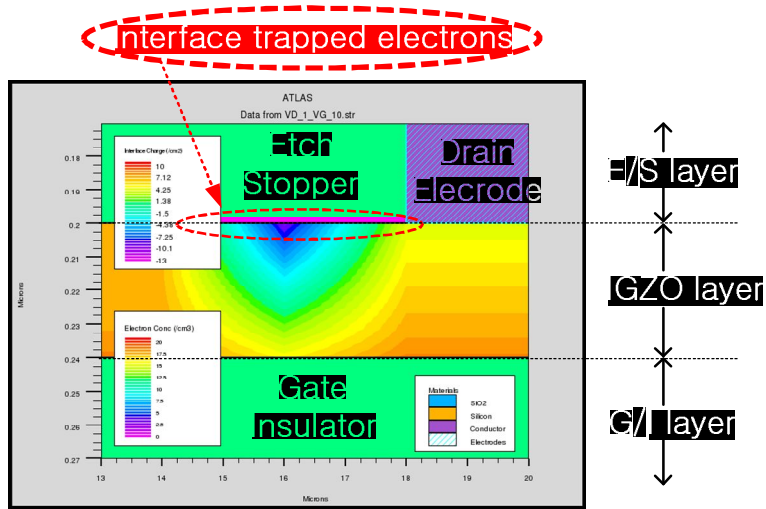 Interface trapped electrons
ATLAS
Data from VD_1_VG_10.str
Interface Charge (/cm2)
10
7.12
4.25
1.38
-1.5
-4.38
-7.25
-10.1
-13
Etch
Stopper
Drain
Elecrode
E/S layer
IGZO layer
G/I layer
0.18
0.19
0.2
0.21
0.22
0.23
0.24
0.25
0.26
0.27
Microns
Electron Conc (/cm3)
20
17.5
15
12.5
10
7.5
5
2.5
0
Gate
Insulator
Materials
SiO2
Silicon
Conductor
Electrodes
13
14
15
16
17
18
19
20
Microns